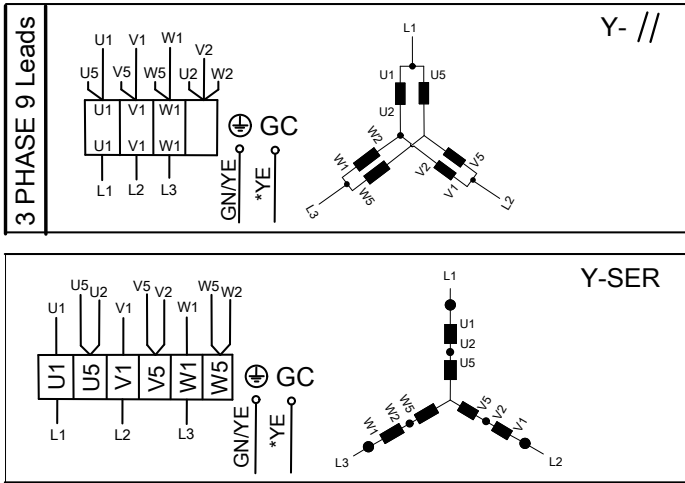 3 PHASE 9 Leads
Y- //
U1 V1 W1 V2
U5 V5 W5 U2 W2
U1 V1 W1
U1 V1 W1
L1 L2 L3
GC
GN/YE
*YE
L1
U1 U5
U2
W2
W1
W5
V5
V2
V1
L3
L2
Y-SER
U1 U5 U2 V1 V5 V2 W1 W5 W2
U1 U5 V1 V5 W1 W5
L1 L2 L3
GC
GN/YE
*YE
L1
U1
U2
U5
W5
W2
W1
V5
V2
V1
L3
L2